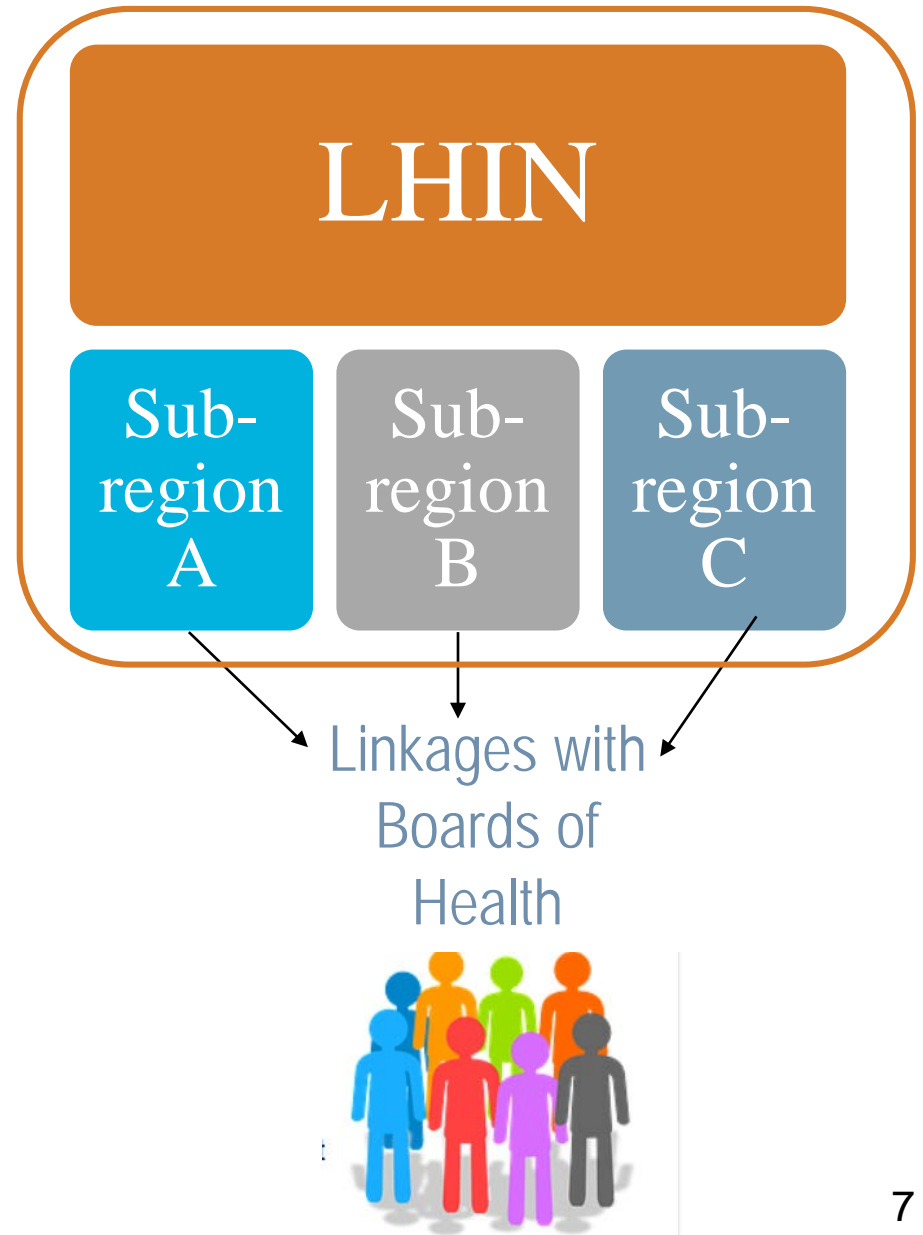 LHIN
Sub-
region
A
Sub-
region
B
Sub-
region
C
Linkages with
Boards of
Health
t
7